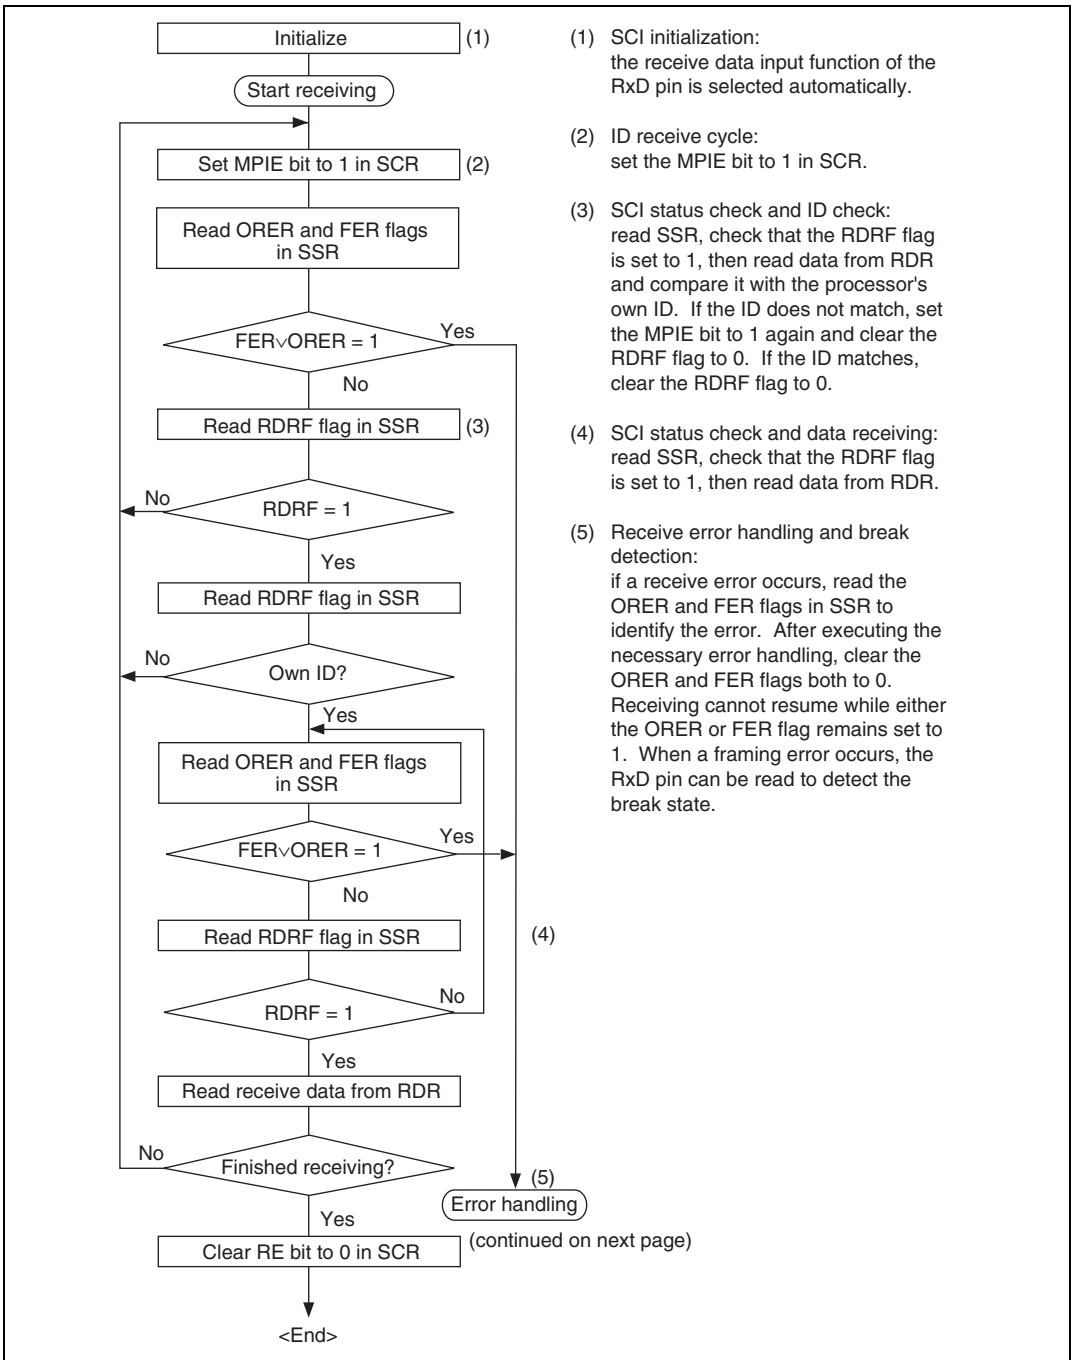 Initialize
(1)
Start receiving
Set MPIE bit to 1 in SCR
(2)
Read ORER and FER flags
in SSR
FER∨ORER = 1
Yes
No
Read RDRF flag in SSR
(3)
No
RDRF = 1
Yes
Read RDRF flag in SSR
No
Own ID?
Yes
Read ORER and FER flags
in SSR
FER∨ORER = 1
Yes
No
Read RDRF flag in SSR
(4)
No
RDRF = 1
Yes
Read receive data from RDR
No
Finished receiving?
(5)
Error handling
Yes
(continued on next page)
Clear RE bit to 0 in SCR
<End>
(1) SCI initialization:
the receive data input function of the
RxD pin is selected automatically.
(2) ID receive cycle:
set the MPIE bit to 1 in SCR.
(3) SCI status check and ID check:
read SSR, check that the RDRF flag
is set to 1, then read data from RDR
and compare it with the processor's
own ID. If the ID does not match, set
the MPIE bit to 1 again and clear the
RDRF flag to 0. If the ID matches,
clear the RDRF flag to 0.
(4) SCI status check and data receiving:
read SSR, check that the RDRF flag
is set to 1, then read data from RDR.
(5) Receive error handling and break
detection:
if a receive error occurs, read the
ORER and FER flags in SSR to
identify the error. After executing the
necessary error handling, clear the
ORER and FER flags both to 0.
Receiving cannot resume while either
the ORER or FER flag remains set to
1. When a framing error occurs, the
RxD pin can be read to detect the
break state.